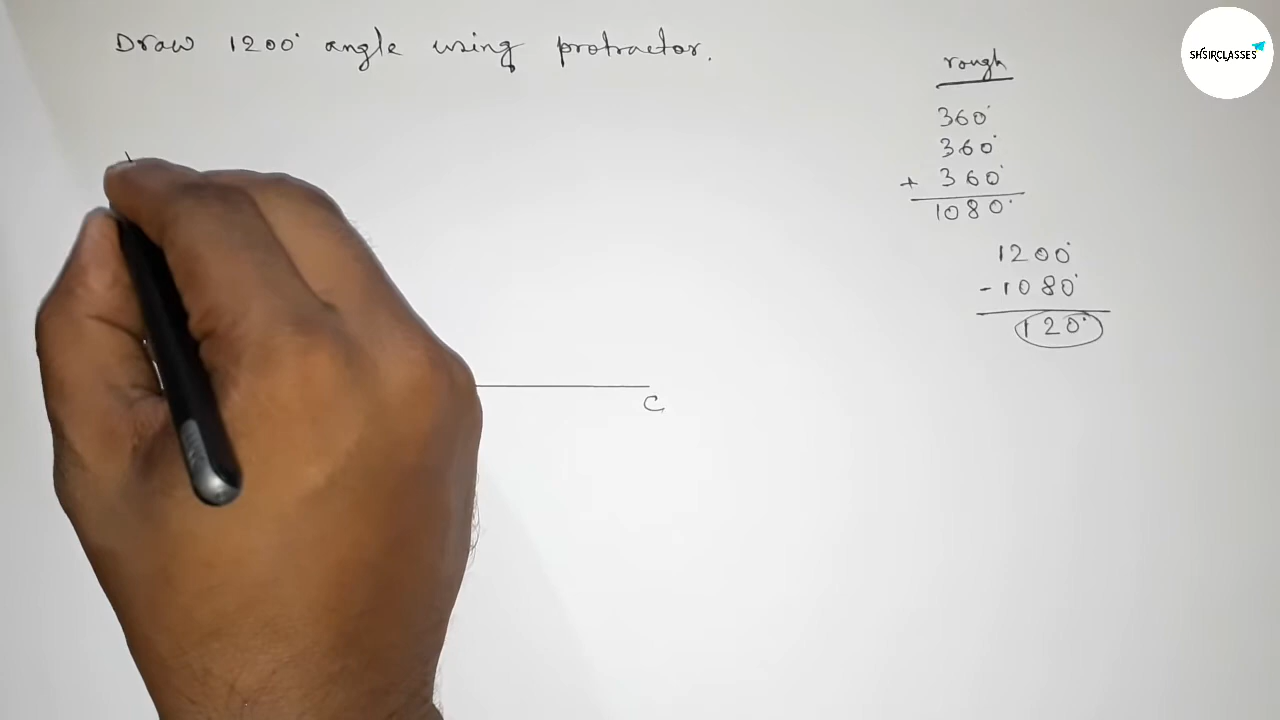 Draw 1200° angle using protractor.
rough
360°
360°
+ 360°
1080°
1200°
-1080°
120°
C
SHSIRCLASSES